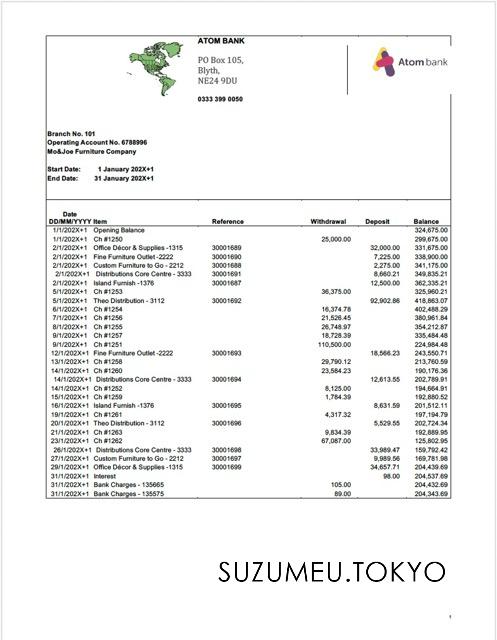 ATOM BANK
PO Box 105,
Blyth,
NE24 9DU
0333 399 0050
Atom bank
Branch No. 101
Operating Account No. 6788996
Mo&Joe Furniture Company
Start Date: 1 January 202X+1
End Date: 31 January 202X+1
Date
DD/MM/YYYY Item Reference Withdrawal Deposit Balance
1/1/202X+1 Opening Balance 324,675.00
1/1/202X+1 Ch #1250 25,000.00 299,675.00
2/1/202X+1 Office Décor & Supplies -1315 30001689 32,000.00 331,675.00
2/1/202X+1 Fine Furniture Outlet -2222 30001690 7,225.00 338,900.00
2/1/202X+1 Custom Furniture to Go - 2212 30001688 2,275.00 341,175.00
2/1/202X+1 Distributions Core Centre - 3333 30001691 8,660.21 349,835.21
2/1/202X+1 Island Furnish -1376 30001687 12,500.00 362,335.21
5/1/202X+1 Ch #1253 36,375.00 325,960.21
5/1/202X+1 Theo Distribution - 3112 30001692 92,902.86 418,863.07
6/1/202X+1 Ch #1254 16,374.78 402,488.29
7/1/202X+1 Ch #1256 21,526.45 380,961.84
8/1/202X+1 Ch #1255 26,748.97 354,212.87
9/1/202X+1 Ch #1257 18,728.39 335,484.48
9/1/202X+1 Ch #1251 110,500.00 224,984.48
12/1/202X+1 Fine Furniture Outlet -2222 30001693 18,566.23 243,550.71
13/1/202X+1 Ch #1258 29,790.12 213,760.59
14/1/202X+1 Ch #1260 23,584.23 190,176.36
14/1/202X+1 Distributions Core Centre - 3333 30001694 12,613.55 202,789.91
14/1/202X+1 Ch #1252 8,125.00 194,664.91
15/1/202X+1 Ch #1259 1,784.39 192,880.52
16/1/202X+1 Island Furnish -1376 30001695 8,631.59 201,512.11
19/1/202X+1 Ch #1261 4,317.32 197,194.79
20/1/202X+1 Theo Distribution - 3112 30001696 5,529.55 202,724.34
21/1/202X+1 Ch #1263 9,834.39 192,889.95
23/1/202X+1 Ch #1262 67,087.00 125,802.95
26/1/202X+1 Distributions Core Centre - 3333 30001698 33,989.47 159,792.42
27/1/202X+1 Custom Furniture to Go - 2212 30001697 9,989.56 169,781.98
29/1/202X+1 Office Décor & Supplies -1315 30001699 34,657.71 204,439.69
31/1/202X+1 Interest 98.00 204,537.69
31/1/202X+1 Bank Charges - 135665 105.00 204,432.69
31/1/202X+1 Bank Charges - 135575 89.00 204,343.69
SUZUMEU.TOKYO